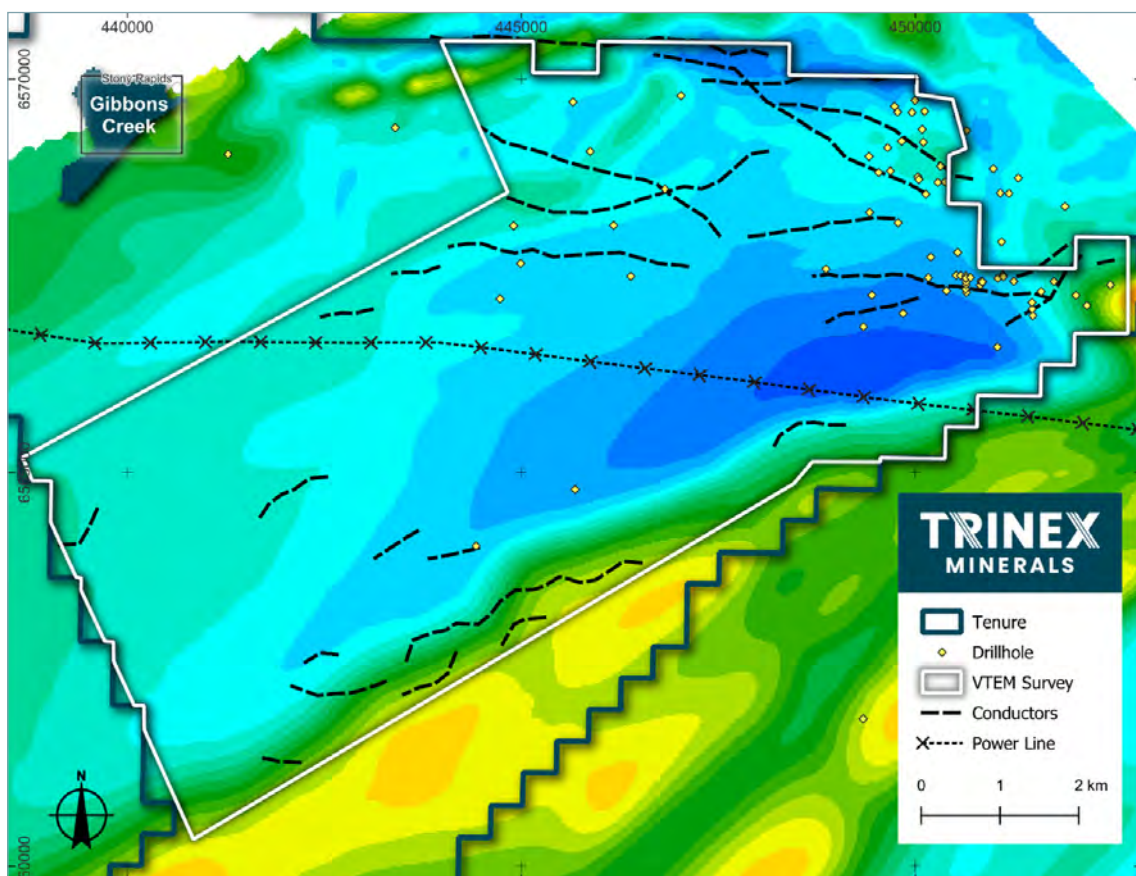 440000
445000
450000
6570000
Stony Rapids
Gibbons
Creek
TRINEX
MINERALS
Tenure
Drillhole
VTEM Survey
Conductors
Power Line
0 1 2 km
N